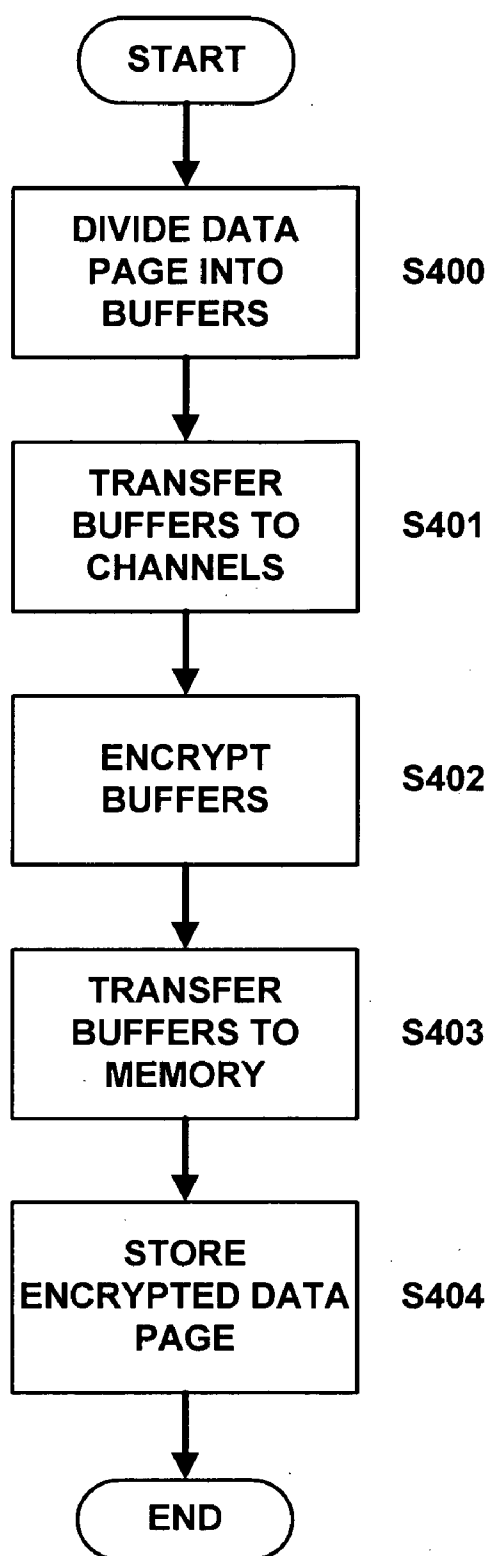 START
DIVIDE DATA
PAGE INTO
BUFFERS
S400
TRANSFER
BUFFERS TO
CHANNELS
S401
ENCRYPT
BUFFERS
S402
TRANSFER
BUFFERS TO
MEMORY
S403
STORE
ENCRYPTED DATA
PAGE
S404
END